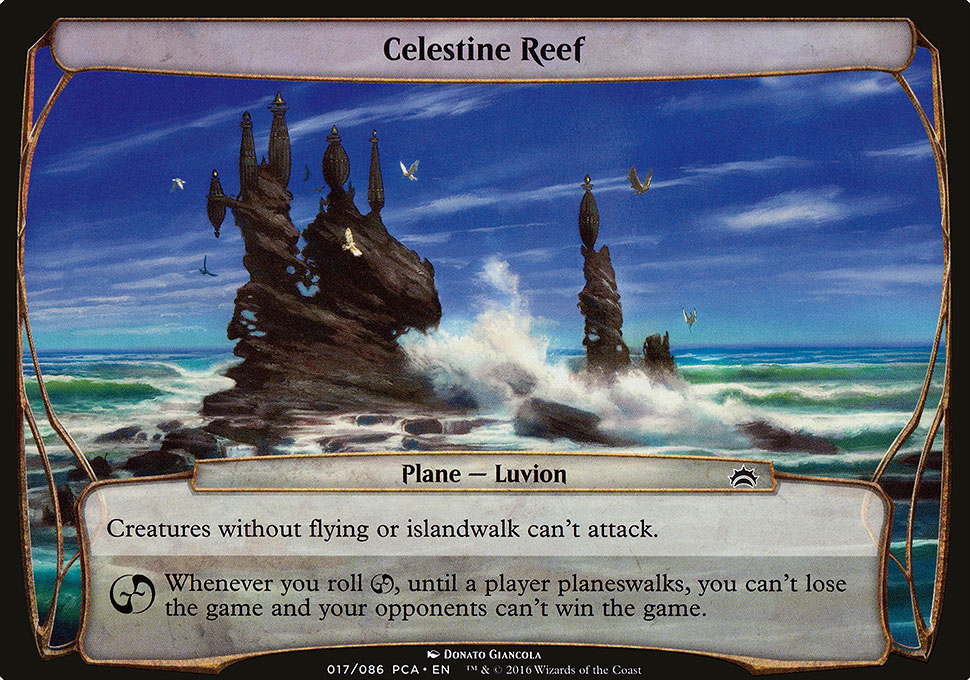 Celestine Reef
Plane — Luvion
Creatures without flying or islandwalk can't attack.
Whenever you roll , until a player planeswalks, you can't lose
the game and your opponents can't win the game.
Donato Giancola
017/086 PCA • EN ™ & © 2016 Wizards of the Coast